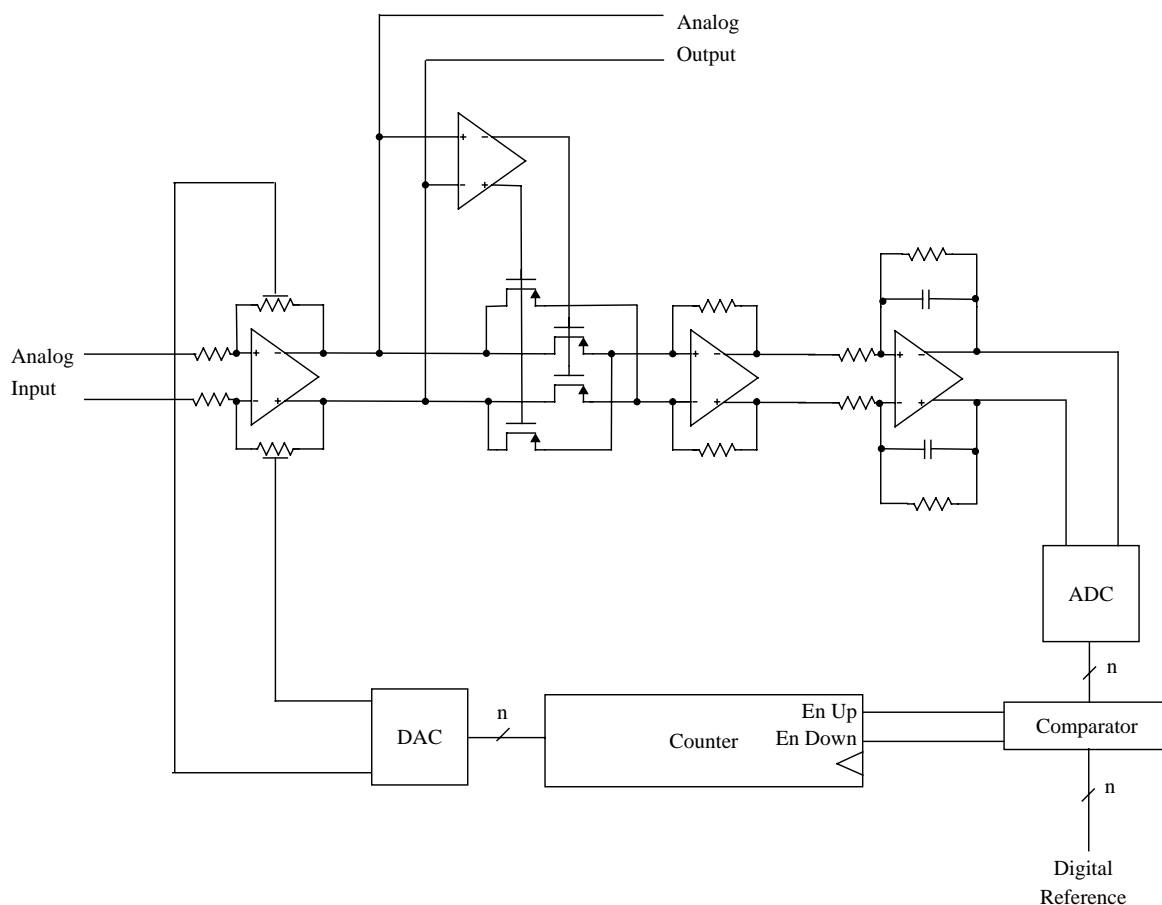 Analog
Output
+ −
− +
Analog
Input
+ −
− +
+ −
− +
+ −
− +
ADC
n
DAC
n
Counter
En Up
En Down
Comparator
n
Digital
Reference